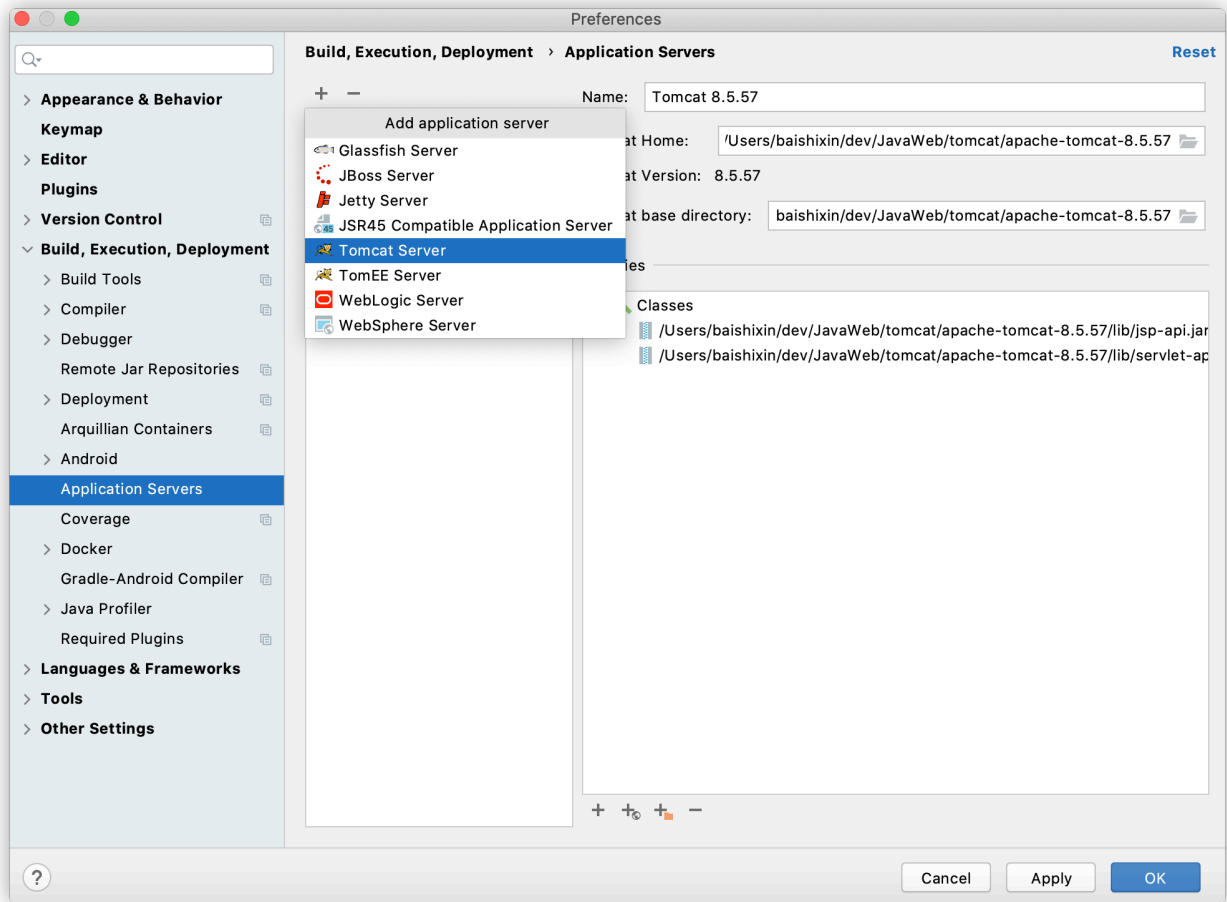 Preferences
Build, Execution, Deployment › Application Servers
Reset
Appearance & Behavior
Keymap
Editor
Plugins
Version Control
Build, Execution, Deployment
Build Tools
Compiler
Debugger
Remote Jar Repositories
Deployment
Arquillian Containers
Android
Application Servers
Coverage
Docker
Gradle-Android Compiler
Java Profiler
Required Plugins
Languages & Frameworks
Tools
Other Settings
Add application server
Glassfish Server
JBoss Server
Jetty Server
JSR45 Compatible Application Server
Tomcat Server
TomEE Server
WebLogic Server
WebSphere Server
Name: Tomcat 8.5.57
at Home: /Users/baishixin/dev/JavaWeb/tomcat/apache-tomcat-8.5.57
at Version: 8.5.57
at base directory: baishixin/dev/JavaWeb/tomcat/apache-tomcat-8.5.57
ies
Classes
/Users/baishixin/dev/JavaWeb/tomcat/apache-tomcat-8.5.57/lib/jsp-api.jar
/Users/baishixin/dev/JavaWeb/tomcat/apache-tomcat-8.5.57/lib/servlet-ap
?
Cancel
Apply
OK